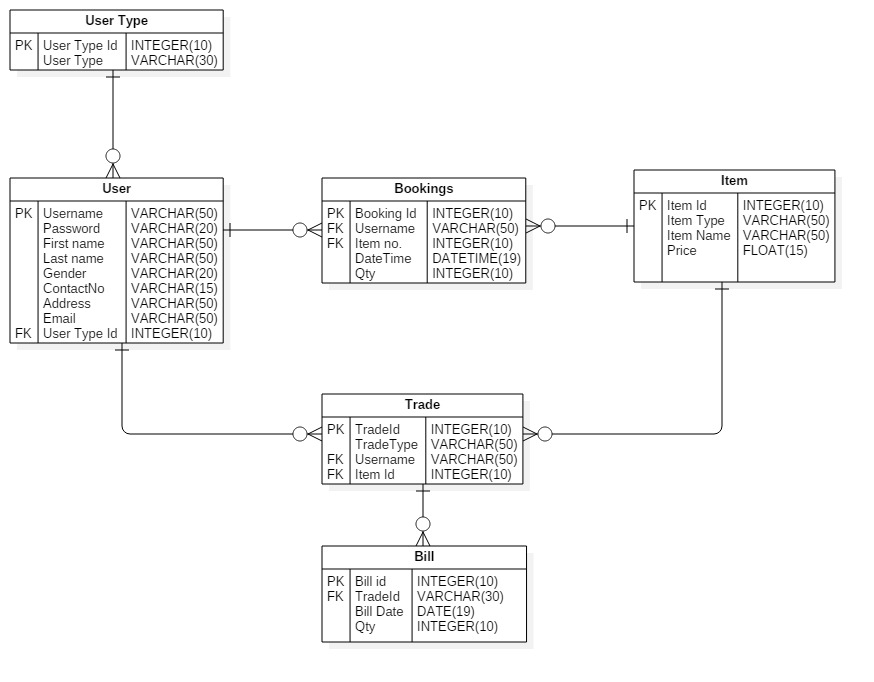 User Type
PK User Type Id INTEGER(10)
User Type VARCHAR(30)
User
PK Username VARCHAR(50)
Password VARCHAR(20)
First name VARCHAR(50)
Last name VARCHAR(50)
Gender VARCHAR(20)
ContactNo VARCHAR(15)
Address VARCHAR(50)
Email VARCHAR(50)
FK User Type Id INTEGER(10)
Bookings
PK Booking Id INTEGER(10)
FK Username VARCHAR(50)
FK Item no. INTEGER(10)
DateTime DATETIME(19)
Qty INTEGER(10)
Item
PK Item Id INTEGER(10)
Item Type VARCHAR(50)
Item Name VARCHAR(50)
Price FLOAT(15)
Trade
PK TradeId INTEGER(10)
TradeType VARCHAR(50)
FK Username VARCHAR(50)
FK Item Id INTEGER(10)
Bill
PK Bill id INTEGER(10)
FK TradeId VARCHAR(30)
Bill Date DATE(19)
Qty INTEGER(10)